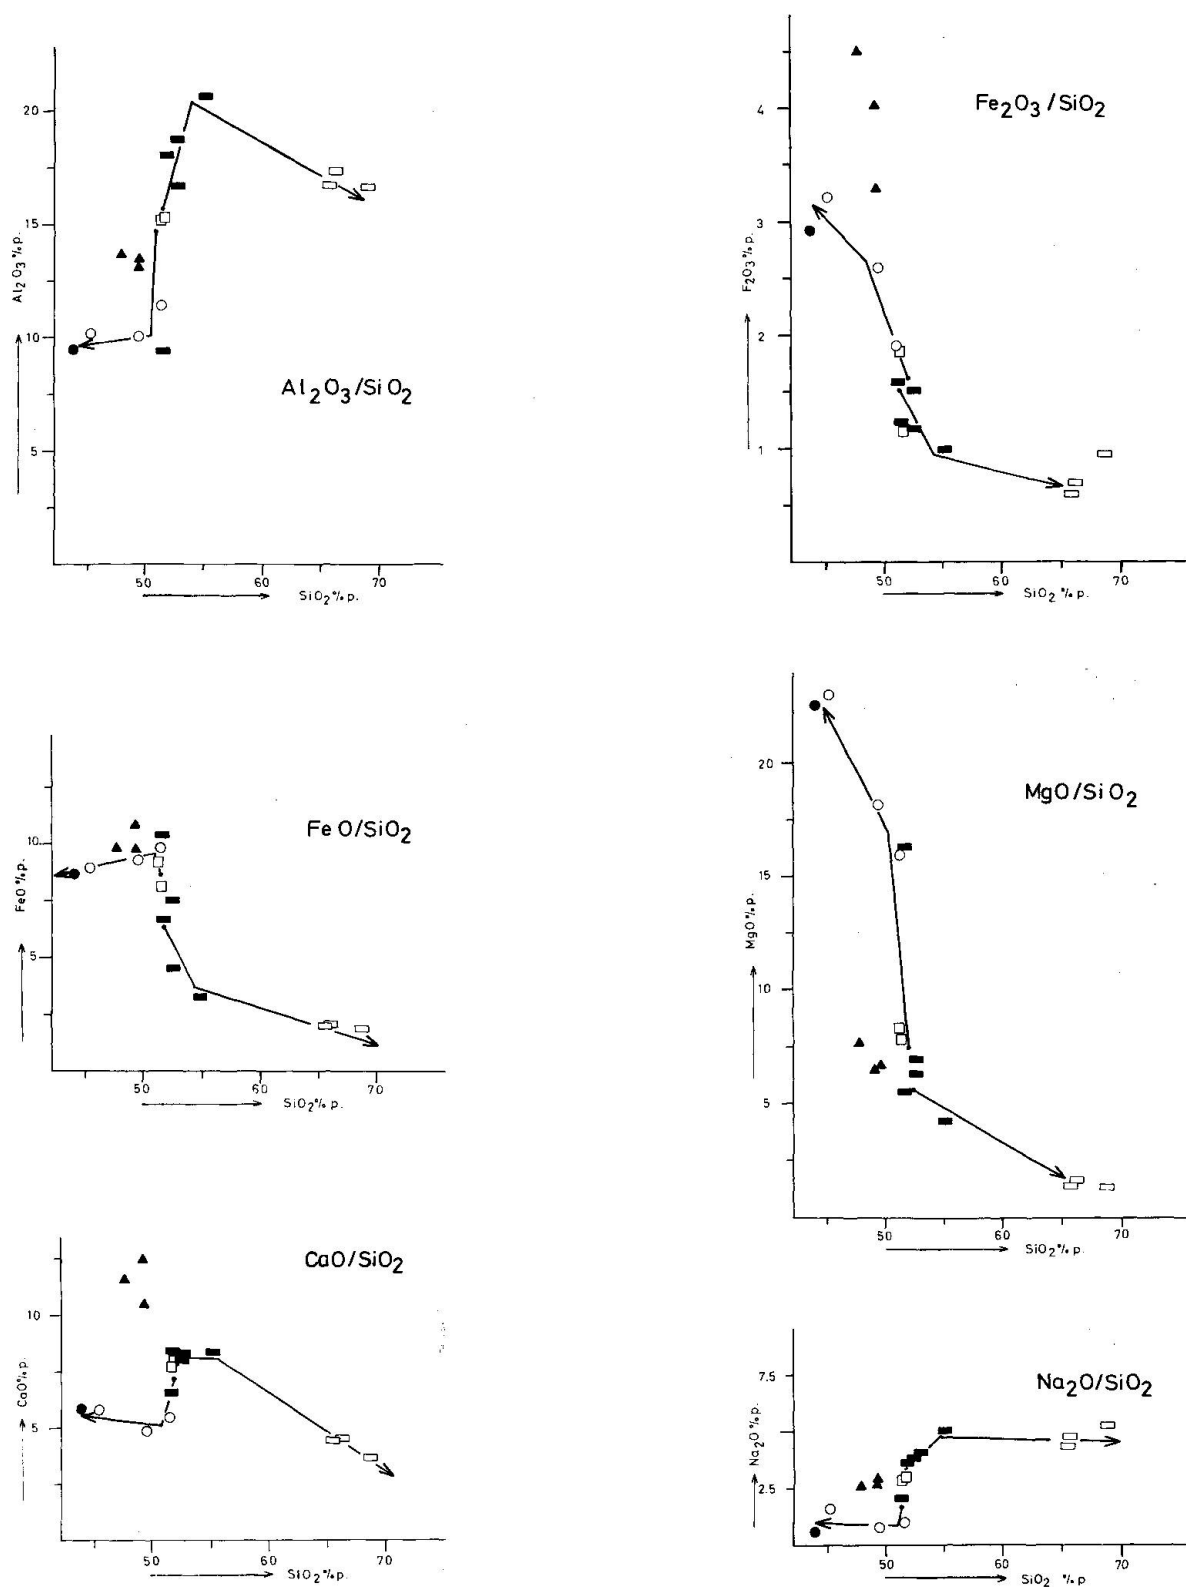 20
15
10
5
Al₂O₃ % p.
Al₂O₃/SiO₂
50 60 70
SiO₂ % p.
4
3
2
1
F₂O₃ % p.
Fe₂O₃/SiO₂
50 60 70
SiO₂ % p.
10
5
FeO % p.
FeO/SiO₂
50 60 70
SiO₂ % p.
20
15
10
5
MgO % p.
MgO/SiO₂
50 60 70
SiO₂ % p.
10
5
CaO % p.
CaO/SiO₂
50 60 70
SiO₂ % p.
7.5
2.5
Na₂O % p.
Na₂O/SiO₂
50 60 70
SiO₂ % p.